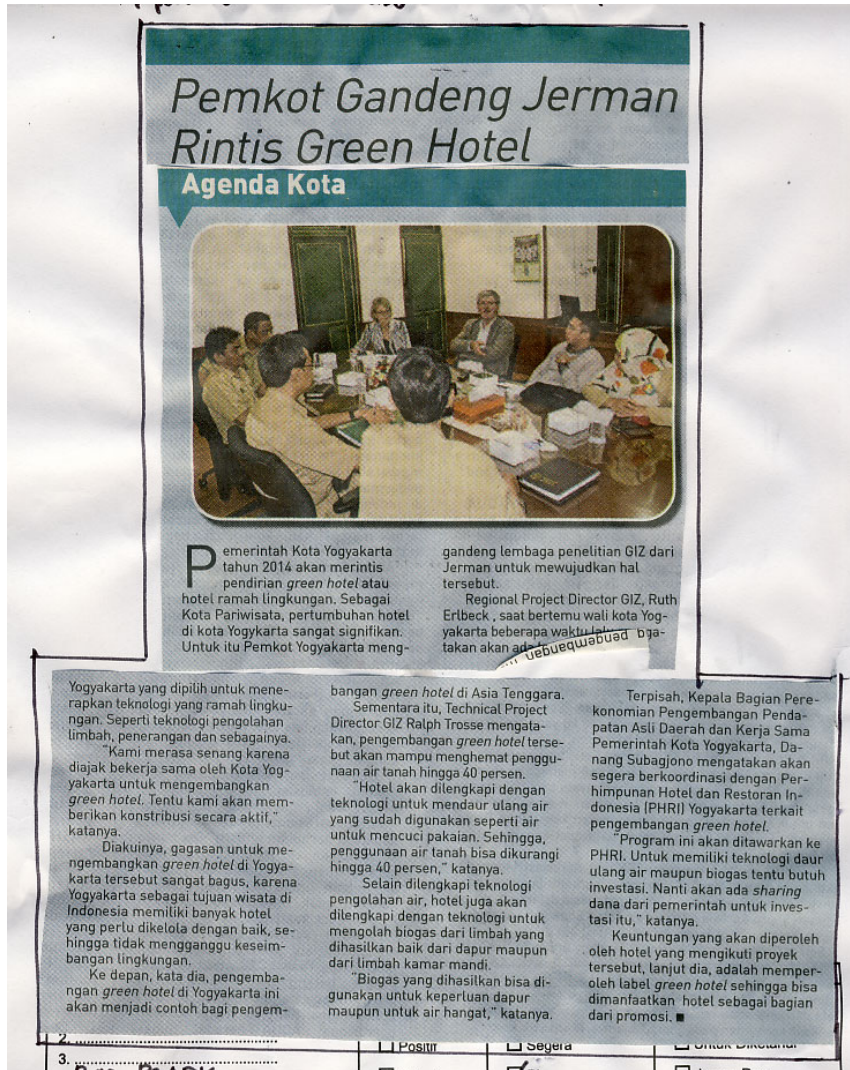 Pemkot Gandeng Jerman
Rintis Green Hotel
Agenda Kota
Pemerintah Kota Yogyakarta
tahun 2014 akan merintis
pendirian green hotel atau
hotel ramah lingkungan. Sebagai
Kota Pariwisata, pertumbuhan hotel
di kota Yogykarta sangat signifikan.
Untuk itu Pemkot Yogyakarta meng-
gandeng lembaga penelitian GIZ dari
Jerman untuk mewujudkan hal
tersebut.
Regional Project Director GIZ, Ruth
Erlbeck , saat bertemu wali kota Yog-
yakarta beberapa waktu
takan akan
pengembangan ...
Yogyakarta yang dipilih untuk mene-
rapkan teknologi yang ramah lingku-
ngan. Seperti teknologi pengolahan
limbah, penerangan dan sebagainya.
"Kami merasa senang karena
diajak bekerja sama oleh Kota Yog-
yakarta untuk mengembangkan
green hotel. Tentu kami akan mem-
berikan konstribusi secara aktif,"
katanya.
Diakuinya, gagasan untuk me-
ngembangkan green hotel di Yogya-
karta tersebut sangat bagus, karena
Yogyakarta sebagai tujuan wisata di
Indonesia memiliki banyak hotel
yang perlu dikelola dengan baik, se-
hingga tidak mengganggu keseim-
bangan lingkungan.
Ke depan, kata dia, pengemba-
ngan green hotel di Yogyakarta ini
akan menjadi contoh bagi pengem-
bangan green hotel di Asia Tenggara.
Sementara itu, Technical Project
Director GIZ Ralph Trosse mengata-
kan, pengembangan green hotel terse-
but akan mampu menghemat penggu-
naan air tanah hingga 40 persen.
"Hotel akan dilengkapi dengan
teknologi untuk mendaur ulang air
yang sudah digunakan seperti air
untuk mencuci pakaian. Sehingga,
penggunaan air tanah bisa dikurangi
hingga 40 persen," katanya.
Selain dilengkapi teknologi
pengolahan air, hotel juga akan
dilengkapi dengan teknologi untuk
mengolah biogas dari limbah yang
dihasilkan baik dari dapur maupun
dari limbah kamar mandi.
"Biogas yang dihasilkan bisa di-
gunakan untuk keperluan dapur
maupun untuk air hangat," katanya.
Terpisah, Kepala Bagian Pere-
konomian Pengembangan Penda-
patan Asli Daerah dan Kerja Sama
Pemerintah Kota Yogyakarta, Da-
nang Subagjono mengatakan akan
segera berkoordinasi dengan Per-
himpunan Hotel dan Restoran In-
donesia (PHRI) Yogyakarta terkait
pengembangan green hotel.
"Program ini akan ditawarkan ke
PHRI. Untuk memiliki teknologi daur
ulang air maupun biogas tentu butuh
investasi. Nanti akan ada sharing
dana dari pemerintah untuk inves-
tasi itu," katanya.
Keuntungan yang akan diperoleh
oleh hotel yang mengikuti proyek
tersebut, lanjut dia, adalah memper-
oleh label green hotel sehingga bisa
dimanfaatkan hotel sebagai bagian
dari promosi.
2. Positif Segera Untuk Diketahui
3.